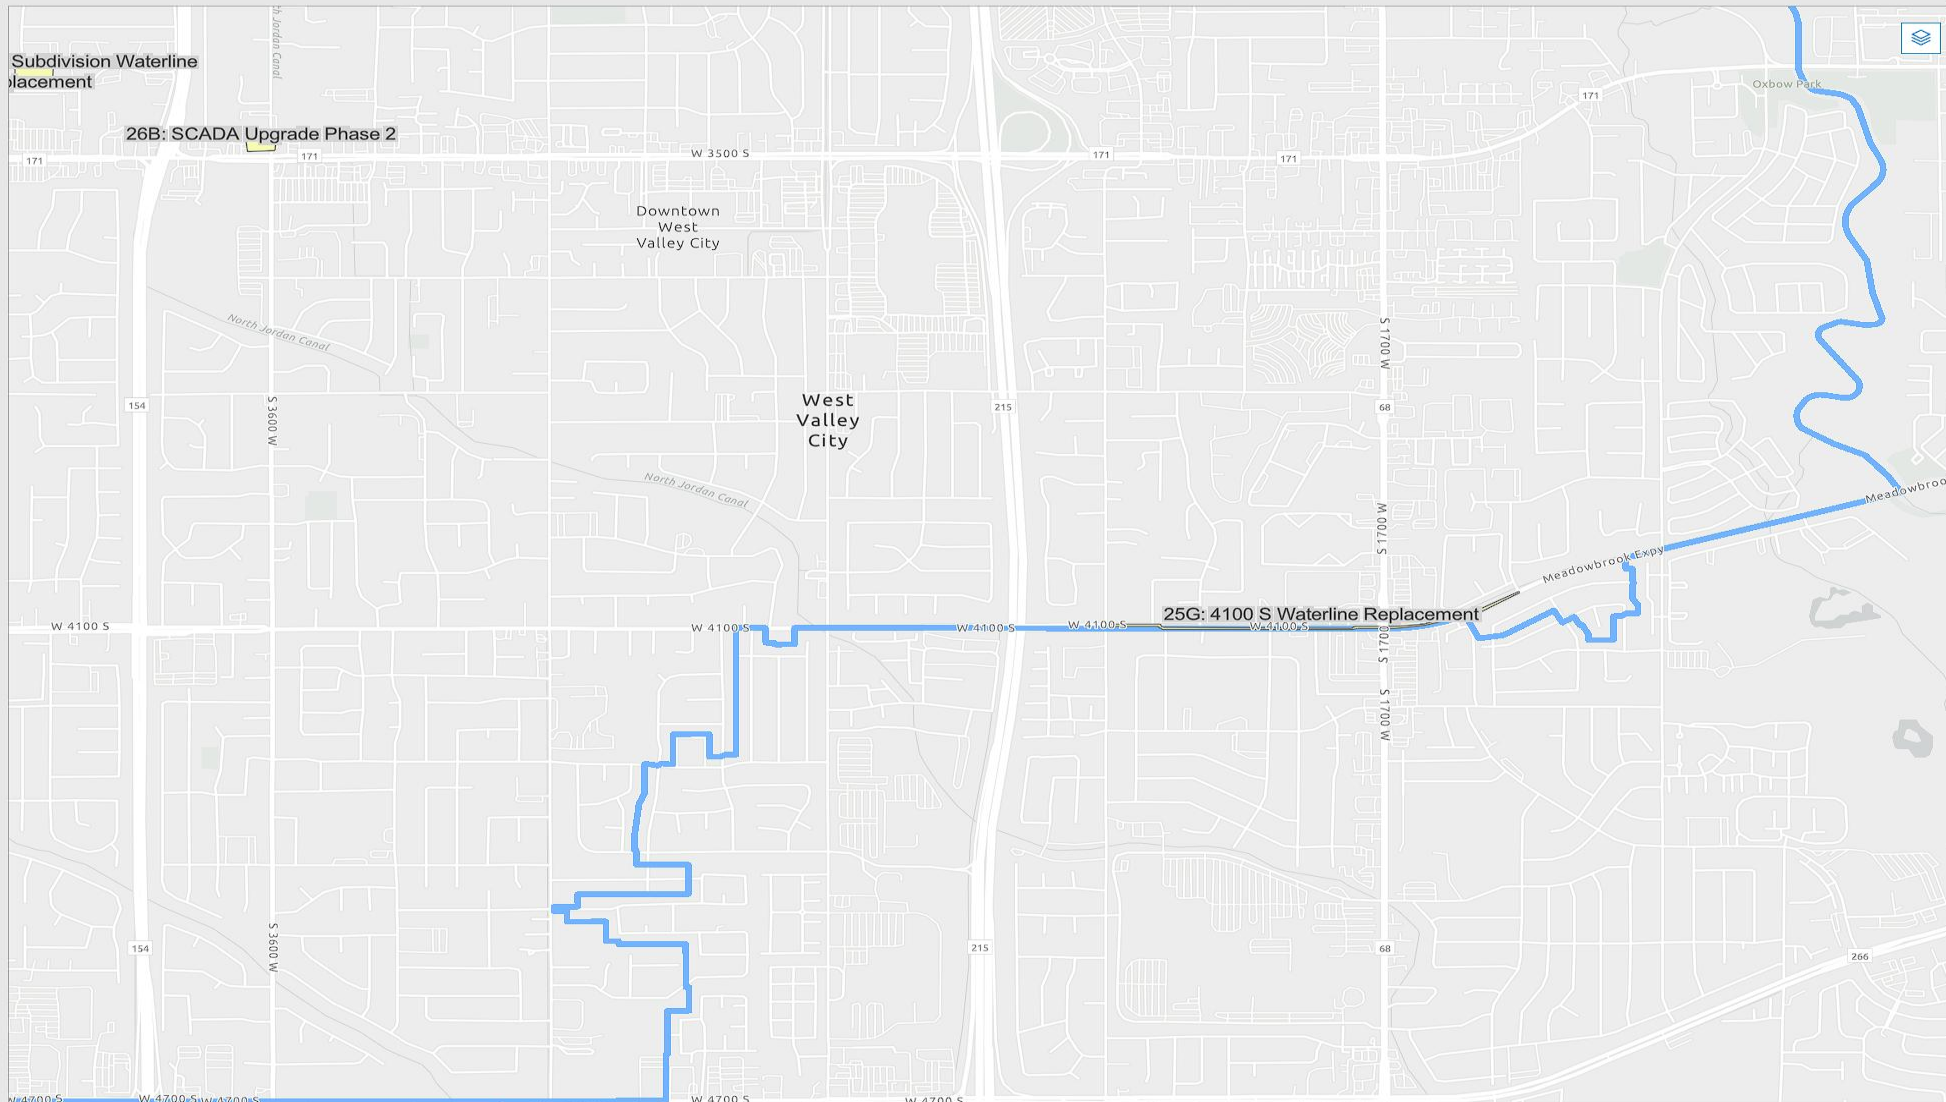 h Jordan Canal
Subdivision Waterline
placement
Oxbow Park
171
26B: SCADA Upgrade Phase 2
171
171
W 3500 S
171
171
Downtown
West
Valley City
North Jordan Canal
S 1700 W
154
S 3600 W
West
Valley
City
215
68
North Jordan Canal
Meadowbroo
S 1700 W
Meadowbrook Expy
25G: 4100 S Waterline Replacement
W 4100 S
W 4100 S
W 4100 S
W 4100 S
W 4100 S
S 1700
S 1700 W
154
S 3600 W
215
68
266
W 4700 S
W 4700 S
W 4700 S
W 4700 S
W 4700 S